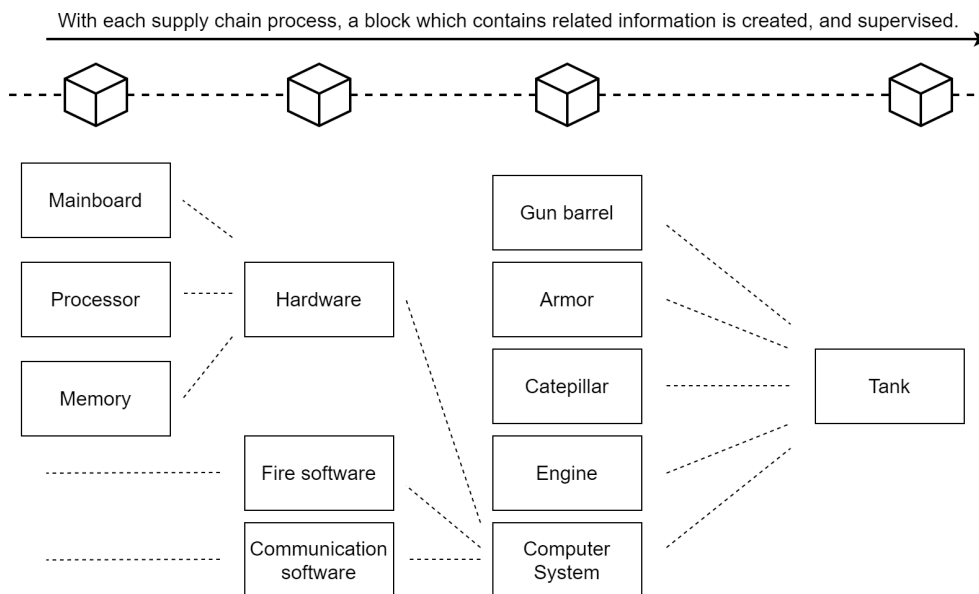 With each supply chain process, a block which contains related information is created, and supervised.
Mainboard
Processor
Memory
Hardware
Fire software
Communication
software
Gun barrel
Armor
Catepillar
Engine
Computer
System
Tank